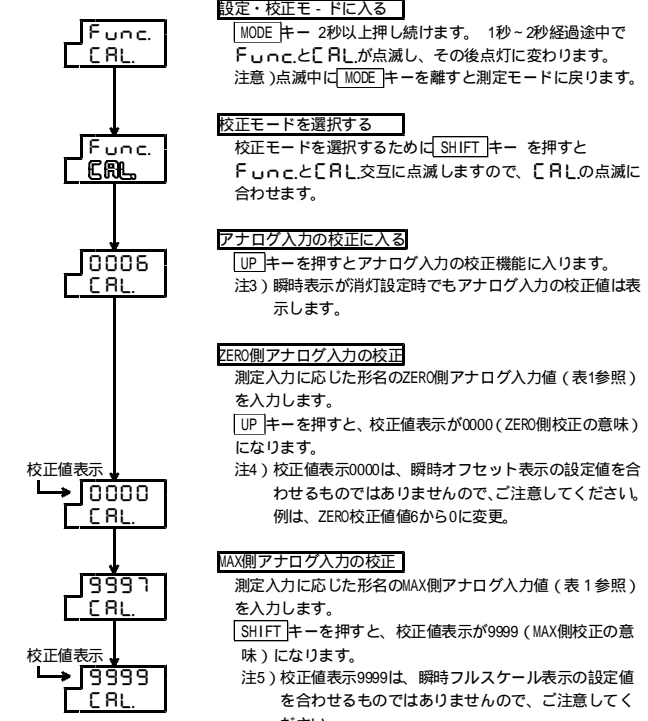 設定・校正モ-ドに入る
Func.
CAL.
MODE キー 2秒以上押し続けます。 1秒~2秒経過途中で
Func.とCAL.が点滅し、その後点灯に変わります。
注意)点滅中に MODE キーを離すと測定モードに戻ります。
校正モードを選択する
Func.
CAL.
校正モードを選択するために SHIFT キー を押すと
Func.とCAL.交互に点滅しますので、CAL.の点滅に
合わせます。
アナログ入力の校正に入る
0006
CAL.
UP キーを押すとアナログ入力の校正機能に入ります。
注3)瞬時表示が消灯設定時でもアナログ入力の校正値は表
示します。
ZERO側アナログ入力の校正
測定入力に応じた形名のZERO側アナログ入力値(表1参照)
を入力します。
UP キーを押すと、校正値表示が0000(ZERO側校正の意味)
になります。
校正値表示
0000
CAL.
注4)校正値表示0000は、瞬時オフセット表示の設定値を合
わせるものではありませんので、ご注意してください。
例は、ZERO校正値値6から0に変更。
MAX側アナログ入力の校正
9997
CAL.
測定入力に応じた形名のMAX側アナログ入力値(表1参照)
を入力します。
SHIFT キーを押すと、校正値表示が9999(MAX側校正の意
味)になります。
校正値表示
9999
CAL.
注5)校正値表示9999は、瞬時フルスケール表示の設定値
を合わせるものではありませんので、ご注意してく
ださい。